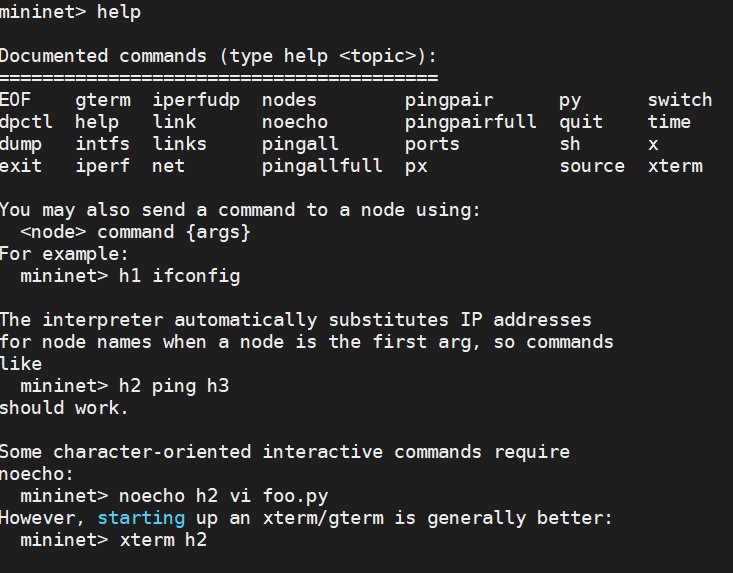 mininet> help
Documented commands (type help <topic>):
========================================
EOF    gterm  iperfudp  nodes        pingpair      py      switch
dpctl  help   link      noecho       pingpairfull  quit    time
dump   intfs  links     pingall      ports         sh      x
exit   iperf  net       pingallfull  px            source  xterm
You may also send a command to a node using:
  <node> command {args}
For example:
  mininet> h1 ifconfig
The interpreter automatically substitutes IP addresses
for node names when a node is the first arg, so commands
like
  mininet> h2 ping h3
should work.
Some character-oriented interactive commands require
noecho:
  mininet> noecho h2 vi foo.py
However, starting up an xterm/gterm is generally better:
  mininet> xterm h2